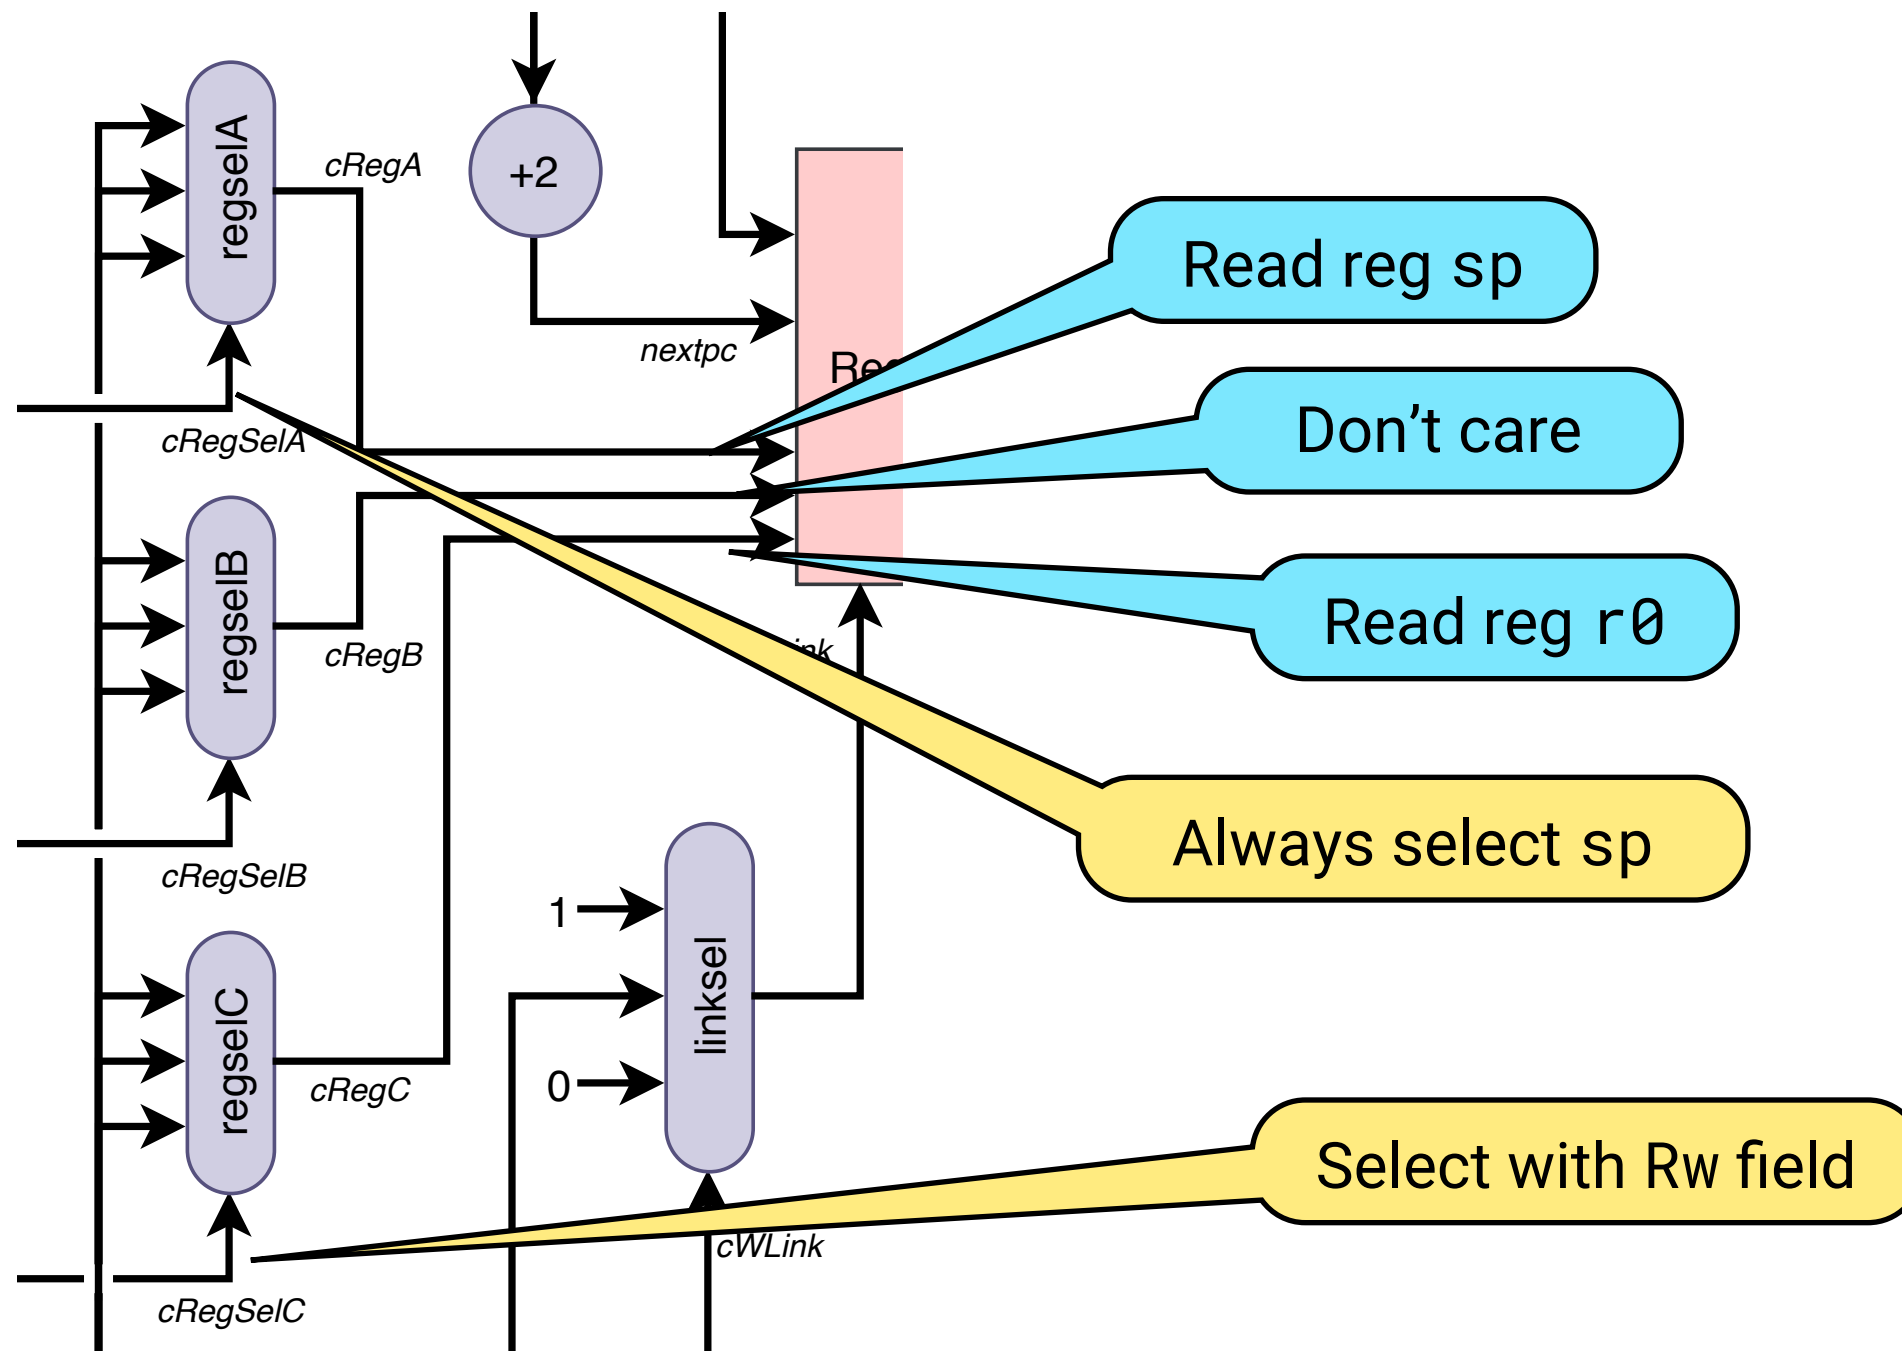 regselA
cRegA
+2
nextpc
Read reg sp
Don’t care
cRegSelA
regselB
cRegB
Read reg r0
Always select sp
cRegSelB
1
linksel
0
regselC
cRegC
Select with Rw field
cWLink
cRegSelC